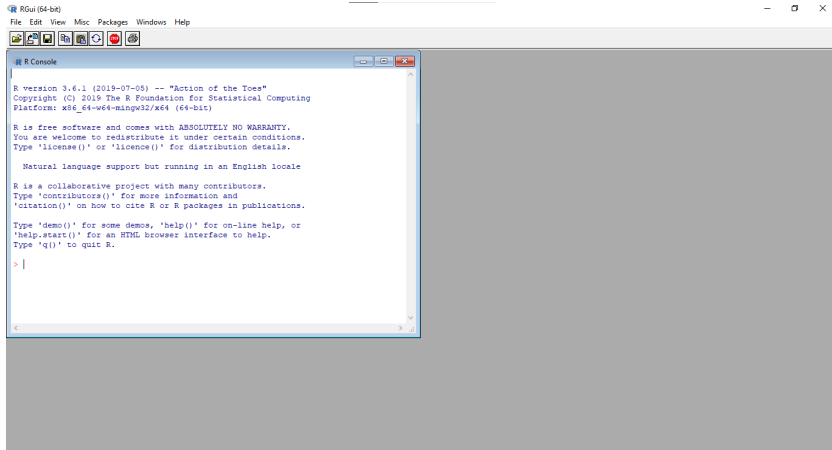 RGui (64-bit)
File Edit View Misc Packages Windows Help
STOP
R Console
R version 3.6.1 (2019-07-05) -- "Action of the Toes"
Copyright (C) 2019 The R Foundation for Statistical Computing
Platform: x86_64-w64-mingw32/x64 (64-bit)
R is free software and comes with ABSOLUTELY NO WARRANTY.
You are welcome to redistribute it under certain conditions.
Type 'license()' or 'licence()' for distribution details.
Natural language support but running in an English locale
R is a collaborative project with many contributors.
Type 'contributors()' for more information and
'citation()' on how to cite R or R packages in publications.
Type 'demo()' for some demos, 'help()' for on-line help, or
'help.start()' for an HTML browser interface to help.
Type 'q()' to quit R.
>